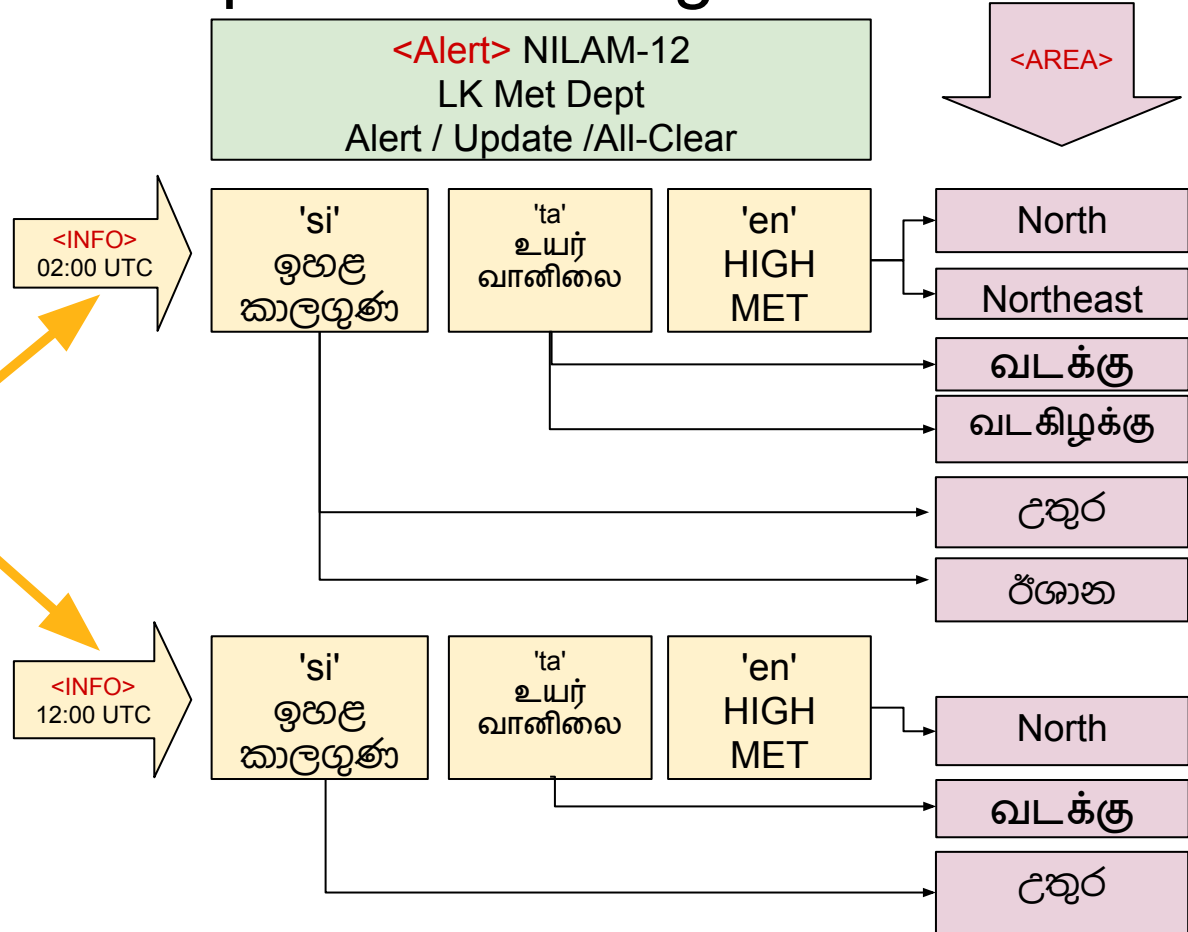 <Alert> NILAM-12
LK Met Dept
Alert / Update /All-Clear
<AREA>
<INFO>
02:00 UTC
'si'
ඉහළ
කාලගුණ
'ta'
உயர்
வானிலை
'en'
HIGH
MET
North
Northeast
வடக்கு
வடகிழக்கு
උතුර
ඊශාන
<INFO>
12:00 UTC
'si'
ඉහළ
කාලගුණ
'ta'
உயர்
வானிலை
'en'
HIGH
MET
North
வடக்கு
උතුර